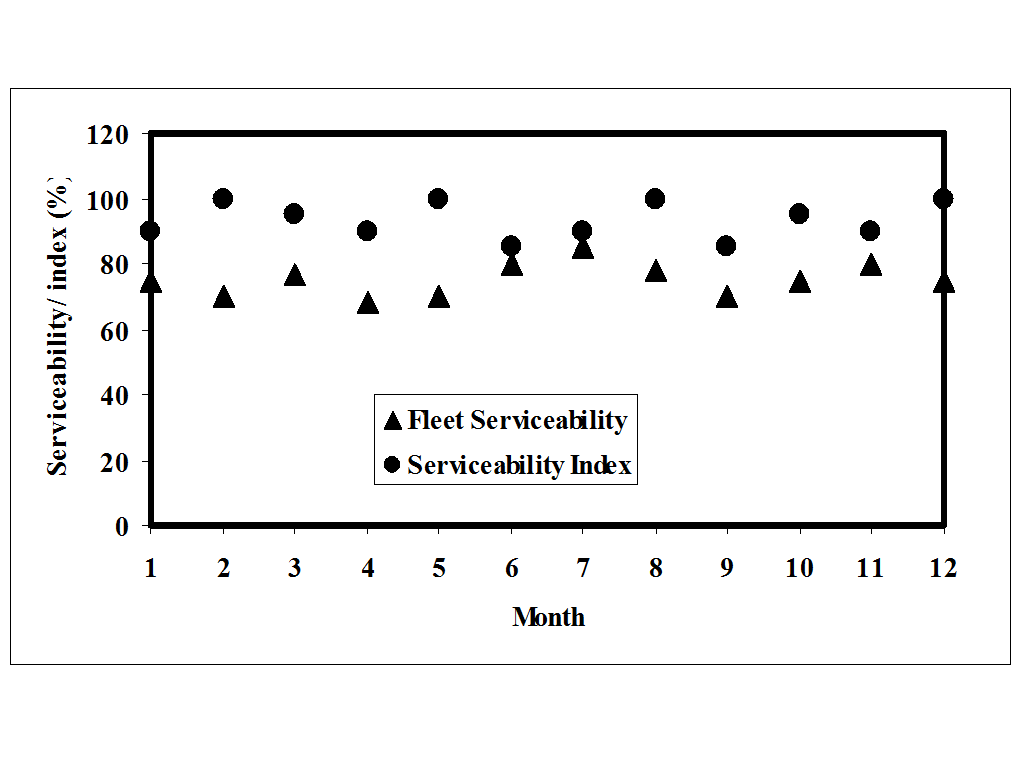 120
100
80
60
40
20
0
Serviceability/ index (%)
Fleet Serviceability
Serviceability Index
1 2 3 4 5 6 7 8 9 10 11 12
Month